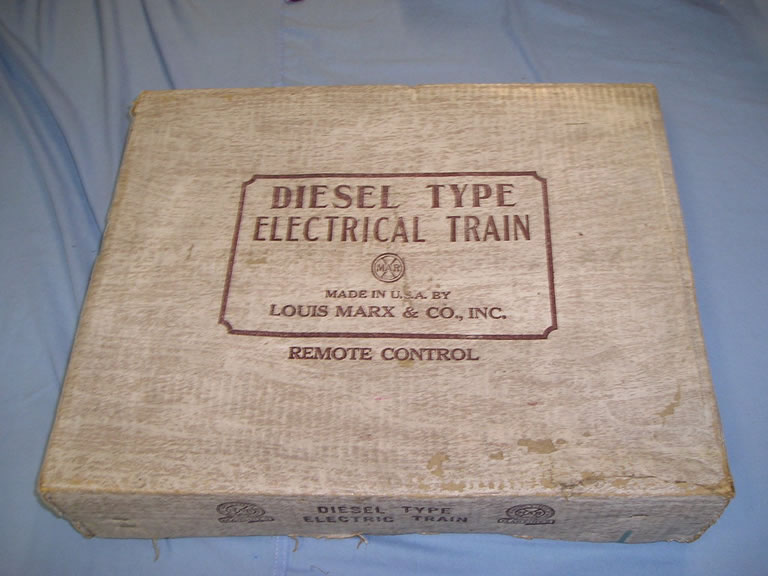 DIESEL TYPE
ELECTRICAL TRAIN
MAR
MADE IN U.S.A. BY
LOUIS MARX & CO., INC.
REMOTE CONTROL
DIESEL TYPE
ELECTRIC TRAIN